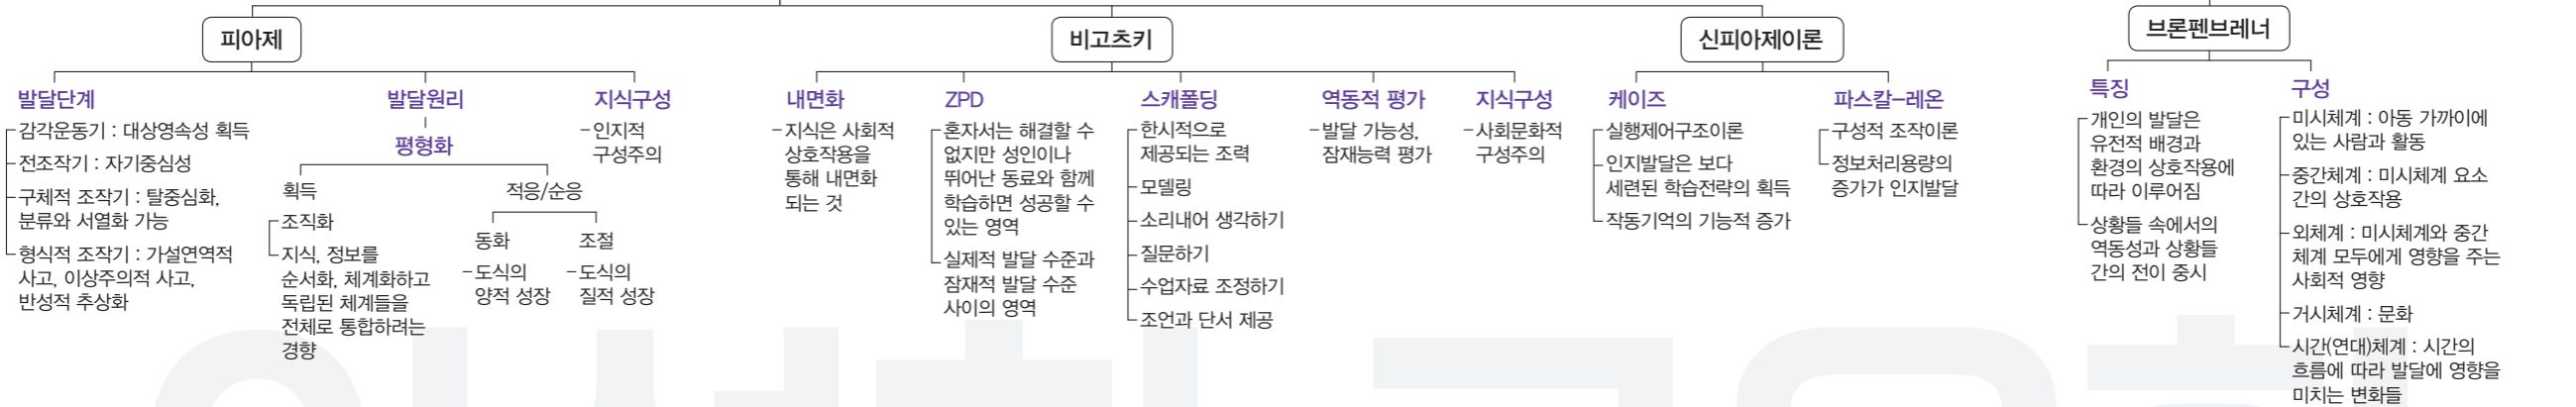 피아제
발달단계
감각운동기 : 대상영속성 획득
전조작기 : 자기중심성
구체적 조작기 : 탈중심화,
분류와 서열화 가능
형식적 조작기 : 가설연역적
사고, 이상주의적 사고,
반성적 추상화
발달원리
평형화
획득
조직화
지식, 정보를
순서화, 체계화하고
독립된 체계들을
전체로 통합하려는
경향
적응/순응
동화
도식의
양적 성장
조절
도식의
질적 성장
지식구성
인지적
구성주의
비고츠키
내면화
지식은 사회적
상호작용을
통해 내면화
되는 것
ZPD
혼자서는 해결할 수
없지만 성인이나
뛰어난 동료와 함께
학습하면 성공할 수
있는 영역
실제적 발달 수준과
잠재적 발달 수준
사이의 영역
스캐폴딩
한시적으로
제공되는 조력
모델링
소리내어 생각하기
질문하기
수업자료 조정하기
조언과 단서 제공
역동적 평가
발달 가능성,
잠재능력 평가
지식구성
사회문화적
구성주의
신피아제이론
케이즈
실행제어구조이론
인지발달은 보다
세련된 학습전략의 획득
작동기억의 기능적 증가
파스칼-레온
구성적 조작이론
정보처리용량의
증가가 인지발달
브론펜브레너
특징
개인의 발달은
유전적 배경과
환경의 상호작용에
따라 이루어짐
상황들 속에서의
역동성과 상황들
간의 전이 중시
구성
미시체계 : 아동 가까이에
있는 사람과 활동
중간체계 : 미시체계 요소
간의 상호작용
외체계 : 미시체계와 중간
체계 모두에게 영향을 주는
사회적 영향
거시체계 : 문화
시간(연대)체계 : 시간의
흐름에 따라 발달에 영향을
미치는 변화들